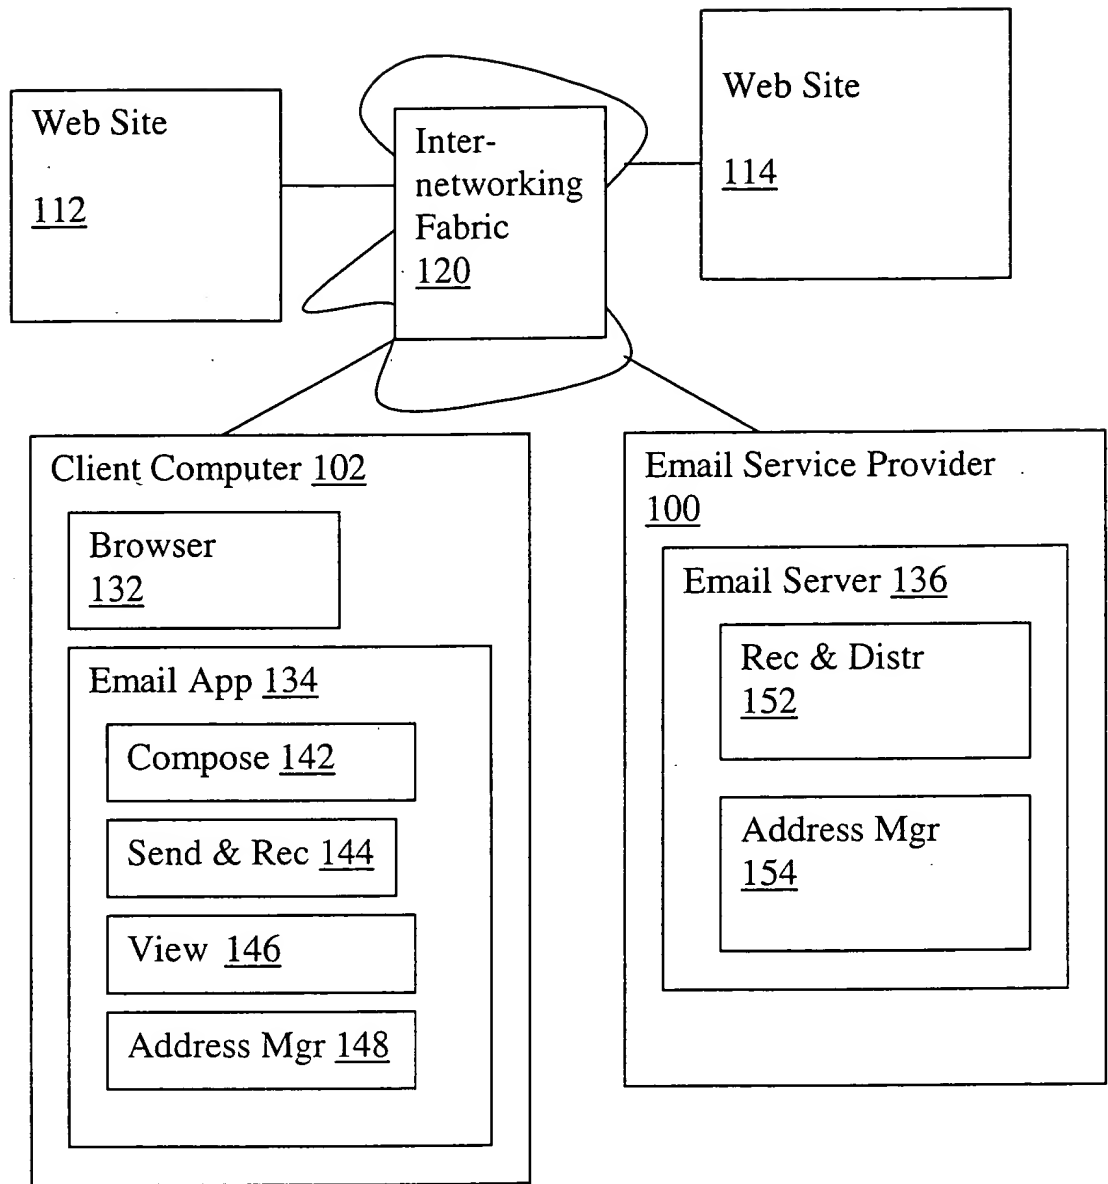 Web Site
112
Inter-
networking
Fabric
120
Web Site
114
Client Computer 102
Browser
132
Email App 134
Compose 142
Send & Rec 144
View 146
Address Mgr 148
Email Service Provider
100
Email Server 136
Rec & Distr
152
Address Mgr
154